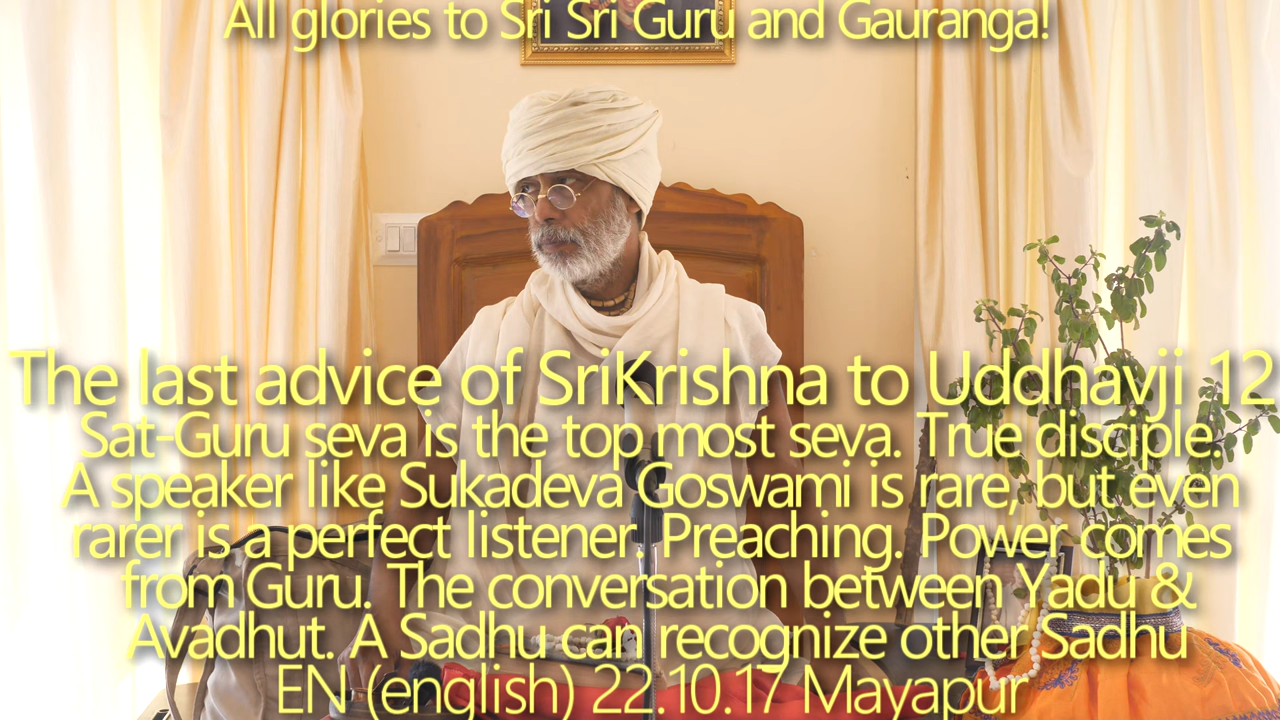 All glories to Sri Sri Guru and Gauranga!
The last advice of SriKrishna to Uddhavji 12
Sat-Guru seva is the top most seva. True disciple.
A speaker like Sukadeva Goswami is rare, but even
rarer is a perfect listener. Preaching. Power comes
from Guru. The conversation between Yadu &
Avadhut. A Sadhu can recognize other Sadhu
EN (english) 22.10.17 Mayapur